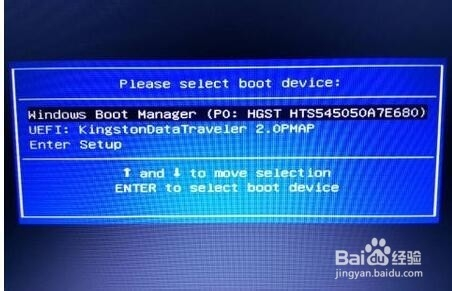 Please select boot device:
Windows Boot Manager (P0: HGST HTS545050A7E680)
UEFI: KingstonDataTraveler 2.0PMAP
Enter Setup
↑ and ↓ to move selection
ENTER to select boot device
Bai百度经验
jingyan.baidu.com